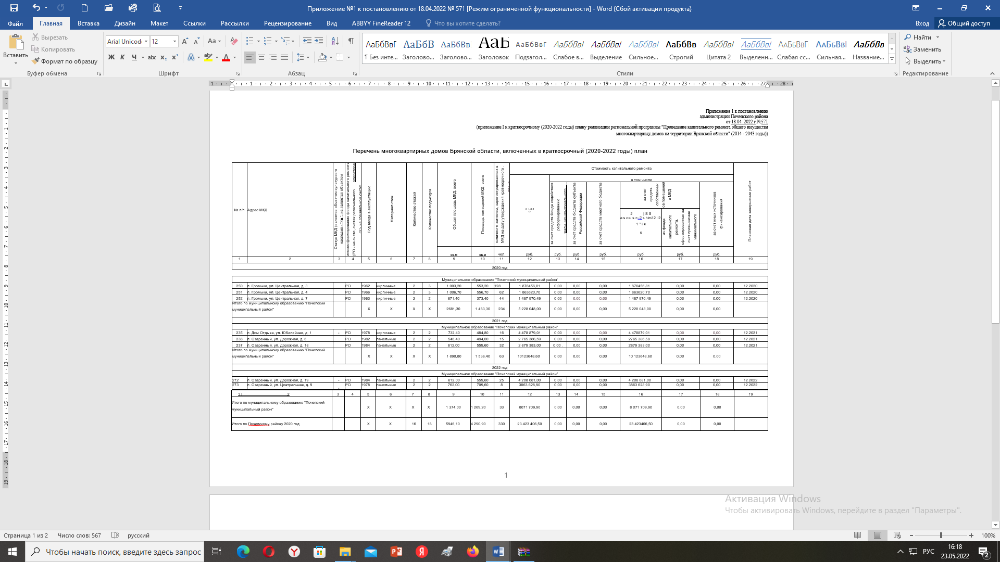 Приложение №1 к постановлению от 18.04.2022 № 571 [Режим ограниченной функциональности] - Word (Сбой активации продукта)
Файл Главная Вставка Дизайн Макет Ссылки Рассылки Рецензирование Вид ABBYY FineReader 12 Что вы хотите сделать? Вход Общий доступ
Вставить
Вырезать
Копировать
Формат по образцу
Буфер обмена
Arial Unicode 12
Ж К Ч abc x₂ x²
Шрифт
Абзац
АаБбВвГ АаБбВ АаБбВв АаБ АаБбВвГ АаБбВвГ АаБбВвГ АаБбВвГ АаБбВв АаБбВвГ АаБбВвГ АаБбВвГ АаБбВвГ АаБбВв
¶ Без инте... Заголово... Заголово... Заголовок Подзагол... Слабое в... Выделение Сильное... Строгий Цитата 2 Выделенн... Слабая сс... Сильная... Название...
Стили
Найти
Заменить
Выделить
Редактирование
Приложение 1 к постановлению
администрации Почепского района
от 18.04. 2022 г.№571
(приложение I к краткосрочному (2020-2022 годы) плану реализации региональной программы "Проведение капитального ремонта общего имущества
многоквартирных домов на территории Брянской области" (2014 - 2043 годы))
Перечень многоквартирных домов Брянской области, включенных в краткосрочный (2020-2022 годы) план
№ п/п
Адрес МКД
Статус МКД (является объектом культурного
наследия - не является объектом
формирования фонда капитального ремонта
(РО - на счете, счетах регионального оператора
СС- на специальном счете)
Год ввода в эксплуатацию
Материал стен
Количество этажей
Количество подъездов
Общая площадь МКД, всего
Площадь помещений МКД, всего
количеств жителем, зарегистрироеанных в
МКД на дату утверждения краткосрочного
Стоимость капитального ремонта
в том числе
2 CD
за счет средств Фонда содействия
реформированию
жилищно-коммунального
за счет средств бюджета субъекта
Российской Федерации
за счет средств местного бюджета
за счет
средств
собственник
ов помещений
в МКД
из фонда
капитального
ремонта,
сформированная за
счет превышения
минимального
за счет иных источников
финансирования
Плановая дата завершения работ
кв.м кв.м чел. руб. руб. руб. руб. руб. руб. руб.
1 2 3 4 5 6 7 8 9 10 11 12 13 14 15 16 17 18 19
2020 год
Муниципальное образование "Почепский муниципальный район'
250 п. Громыки, ул. Центральная, д. 3 РО 1962 кирпичные 2 3 1 003,20 553,20 128 1 876456,81 0,00 0,00 0,00 1 876456,81 0,00 0,00 12.2020
251 п. Громыки, ул. Центральная, д. 4 РО 1966 кирпичные 2 3 1 006,70 556,70 62 1 863620,70 0,00 0,00 0,00 1 863620,70 0,00 0,00 12.2020
252 п. Громыки, ул. Центральная, д. 7 РО 1963 кирпичные 2 2 671,40 373,40 44 1 487 970,49 0,00 0,00 0,00 1 487 970,49 0,00 0,00 12.2020
Итого по муниципальному образованию "Почепский
муниципальный район" X X X X 2681,30 1 483,30 234 5 228 048,00 0,00 0,00 0,00 5 228 048,00 0,00 0,00
2021 год
Муниципальное образование "Почепский муниципальный район"
235 п. Дом Отдыха, ул. Юбилейная, д. 1 - РО 1978 кирпичные 2 2 732,40 484,80 16 4 478 879,01 0,00 0,00 0,00 4 478879,01 0,00 0,00 12.2021
236 п. Озаренный, ул. Дорожная, д. 6 РО 1982 панельные 2 2 546,40 494,00 15 2 765 386,59 0,00 0,00 0,00 2765 386,59 0,00 0,00 12.2021
237 п. Озаренный, ул. Дорожная, д. 18 РО 1984 панельные 2 2 612,00 559,60 32 2 879 383,00 0,00 . 0,00 0,00 2879 383,00 0,00 0,00 12.2021
Итого по муниципальному образованию "Почепский
муниципальный район" X X X X 1 890,80 1 538,40 63 10123648,60 0,00 0,00 0,00 10 123648,60 0,00 0,00
2022 год
Муниципальное образование "Почепский муниципальный район"
272 п. Озаренный, ул. Дорожная, д. 19 - РО 1984 панельные 2 2 612,00 559,60 25 4 208 081,00 0,00 0,00 0,00 4 208 081,00 0,00 0,00 12.2022
273 п. Озаренный, ул. Центральная, д. 9 - РО 1978 панельные 2 2 762,00 709,60 8 3863 628,90 0,00 0,00 0,00 3863 628,90 0,00 0,00 12.2022
1 | 2 3 4 5 6 7 8 9 10 11 12 13 14 15 16 17 18 19
Итого по муниципальному образованию "Почепский
муниципальный район" X X X X 1 374,00 1 269,20 33 8071 709,90 0,00 0,00 0,00 8 071 709,90 0,00 0,00
Итого по Почепскому району 2020 год X X 16 18 5946,10 4 290,90 330 23 423 406,50 0,00 0,00 0,00 23 423406,50 0,00 0,00
1
Активация Windows
Чтобы активировать Windows, перейдите в раздел "Параметры".
Страница 1 из 2 Число слов: 567 русский 100%
Чтобы начать поиск, введите здесь запрос
РУС 16:18
23.05.2022
2